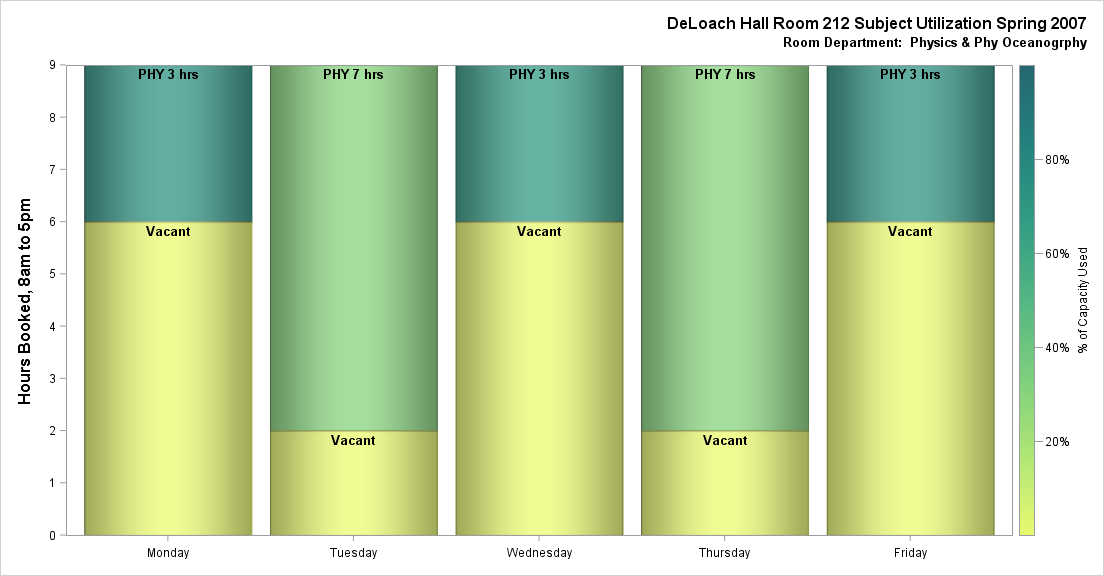 DeLoach Hall Room 212 Subject Utilization Spring 2007
Room Department: Physics & Phy Oceanogrphy
Hours Booked, 8am to 5pm
9
8
7
6
5
4
3
2
1
0
PHY 3 hrs
Vacant
PHY 7 hrs
Vacant
PHY 3 hrs
Vacant
PHY 7 hrs
Vacant
PHY 3 hrs
Vacant
Monday
Tuesday
Wednesday
Thursday
Friday
80%
60%
40%
20%
% of Capacity Used